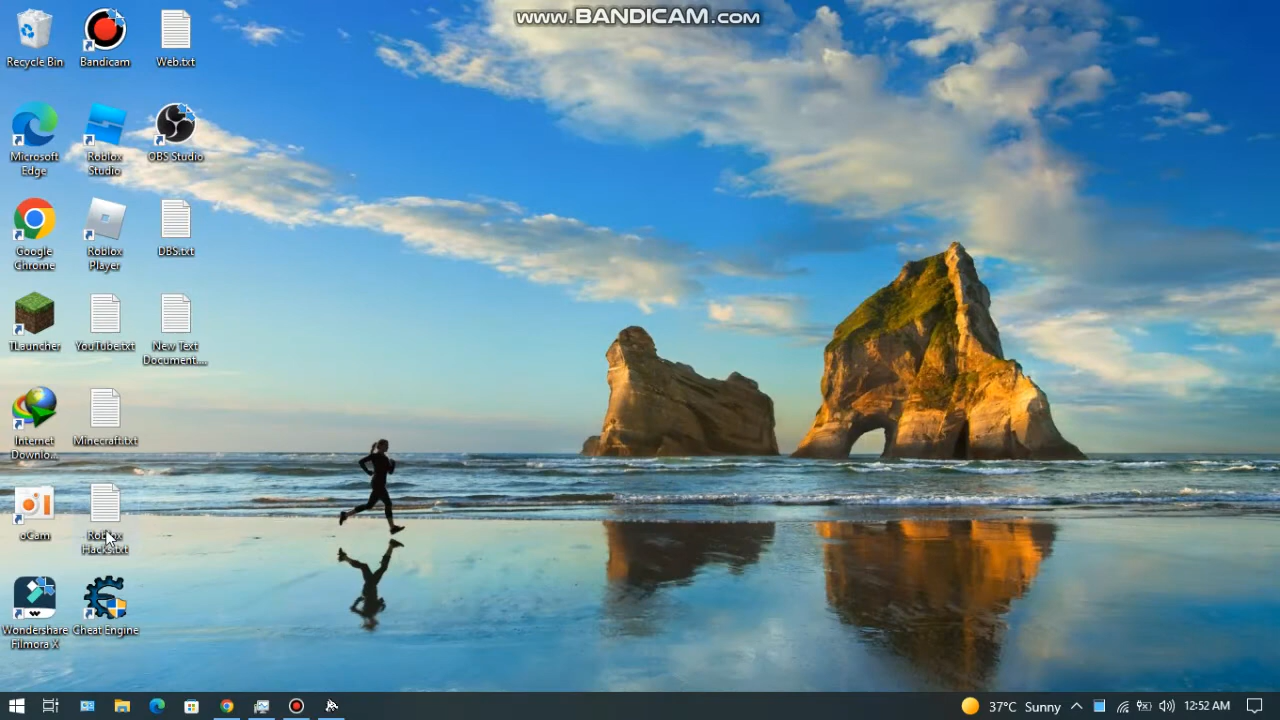 www.BANDICAM.com
Recycle Bin
Bandicam
Web.txt
Microsoft
Edge
Roblox
Studio
OBS Studio
Google
Chrome
Roblox
Player
DBS.txt
TLauncher
YouTube.txt
New Text
Document....
Internet
Downlo...
Minecraft.txt
oCam
Roblox
Hacks.txt
Wondershare
Filmora X
Cheat Engine
37°C Sunny
12:52 AM